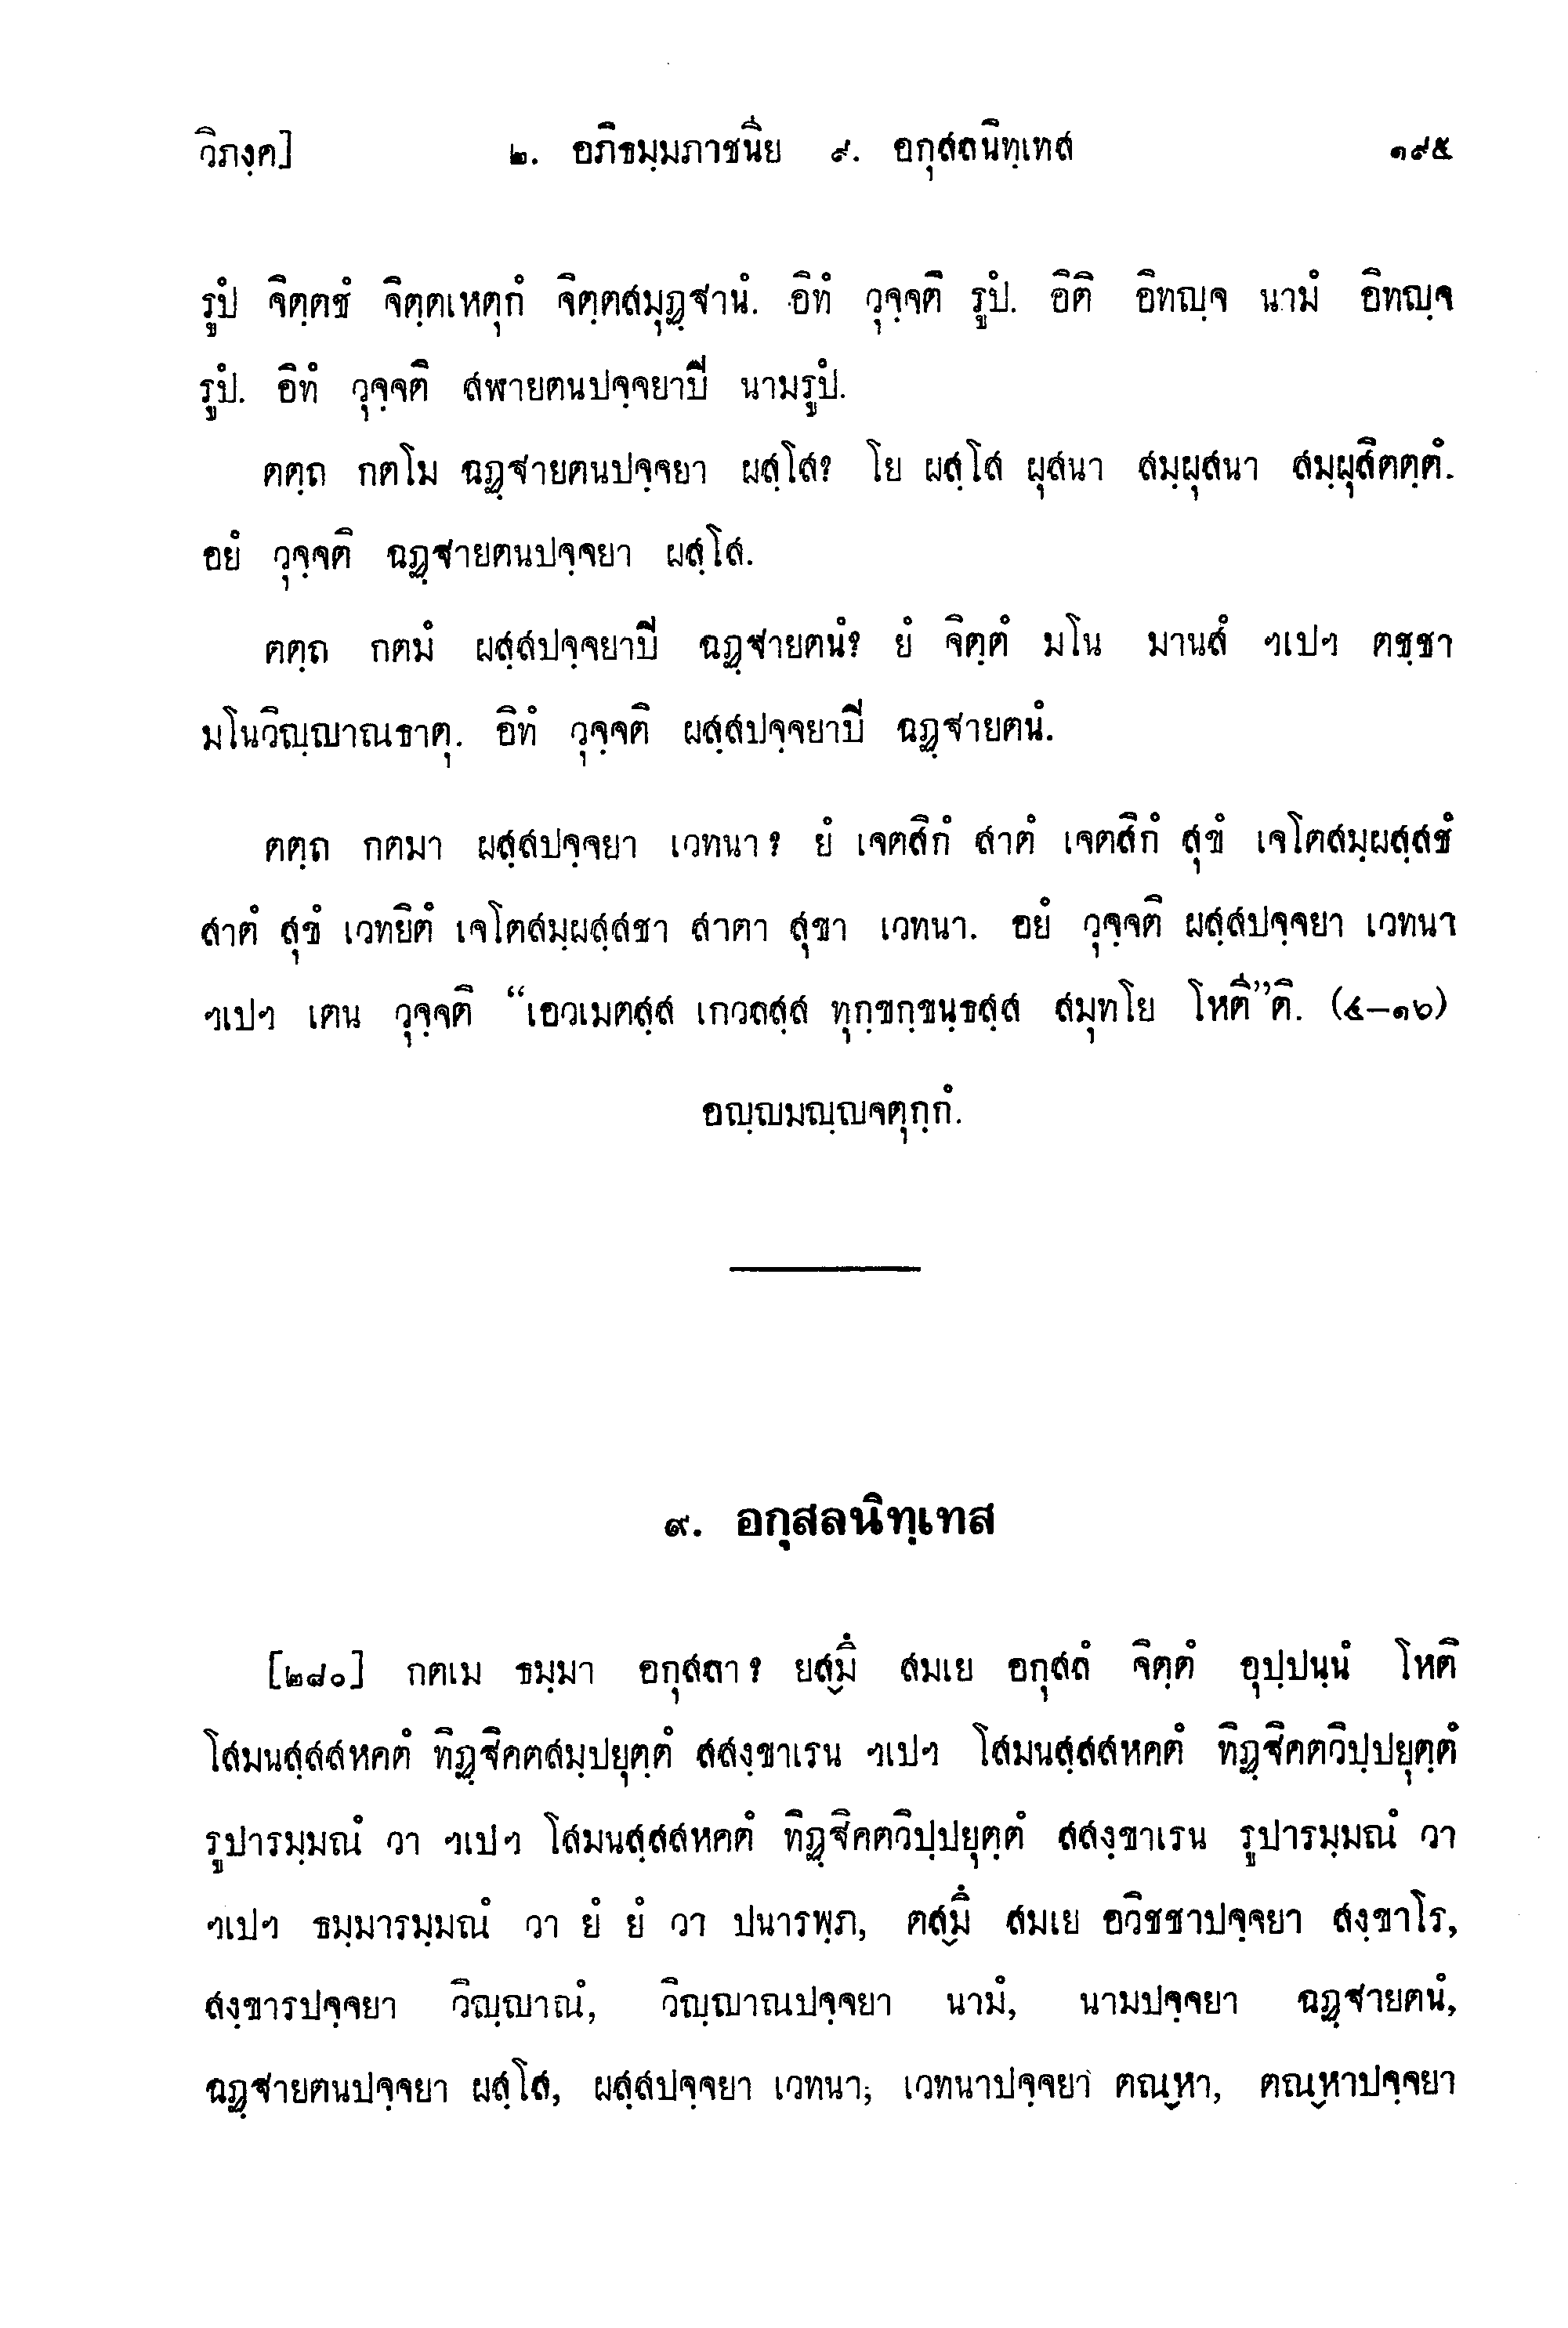 วิภงฺค]	๒. อภิธมฺมภาชนีย ๙. อกุสลนิทฺเทส	๑๙๕
รูปํ จิตฺตชํ จิตฺตเหตุกํ จิตฺตสมุฏฺฐานํ. อิทํ วุจฺจติ รูปํ. อิติ อิทญฺจ นามํ อิทญฺจ
รูปํ. อิทํ วุจฺจติ สฬายตนปจฺจยาปิ นามรูปํ.
ตตฺถ กตโม ฉฏฺฐายตนปจฺจยา ผสฺโส? โย ผสฺโส ผุสนา สมฺผุสนา สมฺผุสิตตฺตํ.
อยํ วุจฺจติ ฉฏฺฐายตนปจฺจยา ผสฺโส.
ตตฺถ กตมํ ผสฺสปจฺจยาปิ ฉฏฺฐายตนํ? ยํ จิตฺตํ มโน มานสํ ฯเปฯ ตชฺชา
มโนวิญฺญาณธาตุ. อิทํ วุจฺจติ ผสฺสปจฺจยาปิ ฉฏฺฐายตนํ.
ตตฺถ กตมา ผสฺสปจฺจยา เวทนา? ยํ เจตสิกํ สาตํ เจตสิกํ สุขํ เจโตสมฺผสฺสชํ
สาตํ สุขํ เวทยิตํ เจโตสมฺผสฺสชา สาตา สุขา เวทนา. อยํ วุจฺจติ ผสฺสปจฺจยา เวทนา
ฯเปฯ เตน วุจฺจติ “เอวเมตสฺส เกวลสฺส ทุกฺขกฺขนฺธสฺส สมุทโย โหตี”ติ. (๔–๑๖)
อญฺญมญฺญจตุกฺกํ.
๙. อกุสลนิทฺเทส
[๒๘๐] กตเม ธมฺมา อกุสลา? ยสฺมึ สมเย อกุสลํ จิตฺตํ อุปฺปนฺนํ โหติ
โสมนสฺสสหคตํ ทิฏฺฐิคตสมฺปยุตฺตํ สสงฺขาเรน ฯเปฯ โสมนสฺสสหคตํ ทิฏฺฐิคตวิปฺปยุตฺตํ
รูปารมฺมณํ วา ฯเปฯ โสมนสฺสสหคตํ ทิฏฺฐิคตวิปฺปยุตฺตํ สสงฺขาเรน รูปารมฺมณํ วา
ฯเปฯ ธมฺมารมฺมณํ วา ยํ ยํ วา ปนารพฺภ, ตสฺมึ สมเย อวิชฺชาปจฺจยา สงฺขาโร,
สงฺขารปจฺจยา วิญฺญาณํ, วิญฺญาณปจฺจยา นามํ, นามปจฺจยา ฉฏฺฐายตนํ,
ฉฏฺฐายตนปจฺจยา ผสฺโส, ผสฺสปจฺจยา เวทนา, เวทนาปจฺจยา ตณฺหา, ตณฺหาปจฺจยา